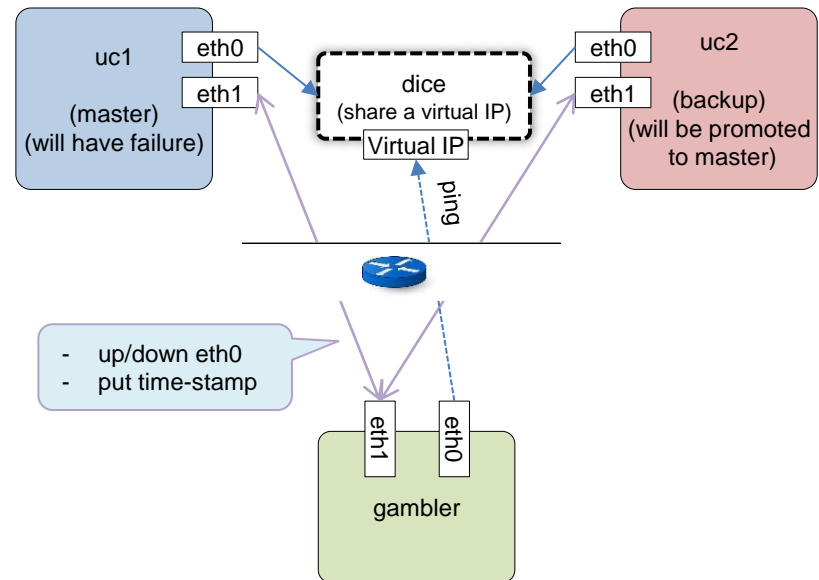 uc1
(master)
(will have failure)
eth0
eth1
dice
(share a virtual IP)
Virtual IP
eth0
eth1
uc2
(backup)
(will be promoted
to master)
ping
- up/down eth0
- put time-stamp
eth1
eth0
gambler